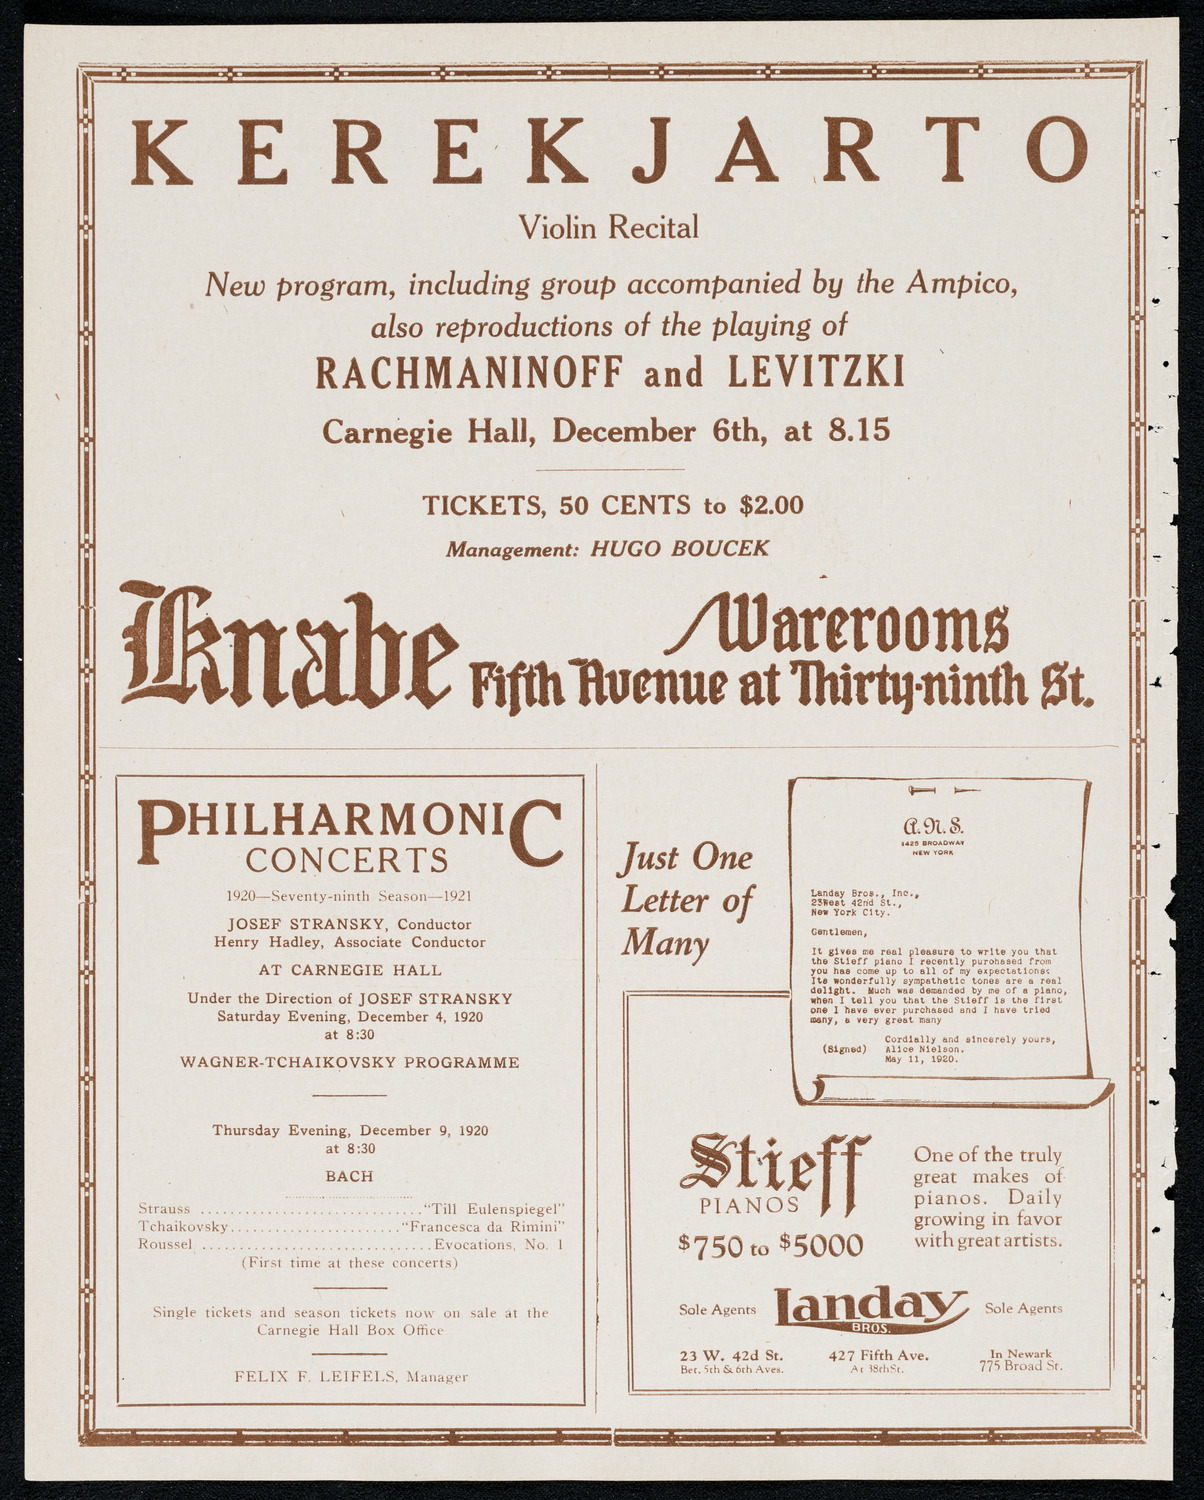 KEREKJARTO
Violin Recital
New program, including group accompanied by the Ampico,
also reproductions of the playing of
RACHMANINOFF and LEVITZKI
Carnegie Hall, December 6th, at 8.15
TICKETS, 50 CENTS to $2.00
Management: HUGO BOUCEK
Knabe
Warerooms
Fifth Avenue at Thirty-ninth St.
PHILHARMONIC
CONCERTS
1920—Seventy-ninth Season—1921
JOSEF STRANSKY, Conductor
Henry Hadley, Associate Conductor
AT CARNEGIE HALL
Under the Direction of JOSEF STRANSKY
Saturday Evening, December 4, 1920
at 8:30
WAGNER-TCHAIKOVSKY PROGRAMME
Thursday Evening, December 9, 1920
at 8:30
BACH
Strauss ............................"Till Eulenspiegel"
Tchaikovsky....................."Francesca da Rimini"
Roussel .............................Evocations, No. 1
(First time at these concerts)
Single tickets and season tickets now on sale at the
Carnegie Hall Box Office
FELIX F. LEIFELS, Manager
Just One
Letter of
Many
A. N. S.
1425 BROADWAY
NEW YORK
Landay Bros., Inc.,
23West 42nd St.,
New York City.
Gentlemen,
It gives me real pleasure to write you that
the Stieff piano I recently purchased from
you has come up to all of my expectations:
Its wonderfully sympathetic tones are a real
delight. Much was demanded by me of a piano,
when I tell you that the Stieff is the first
one I have ever purchased and I have tried
many, a very great many
Cordially and sincerely yours,
(Signed) Alice Nielson.
May 11, 1920.
Stieff
PIANOS
$750 to $5000
One of the truly
great makes of
pianos. Daily
growing in favor
with great artists.
Sole Agents Landay BROS. Sole Agents
23 W. 42d St. 427 Fifth Ave. In Newark
Bet. 5th & 6th Aves. At 38th St. 775 Broad St.